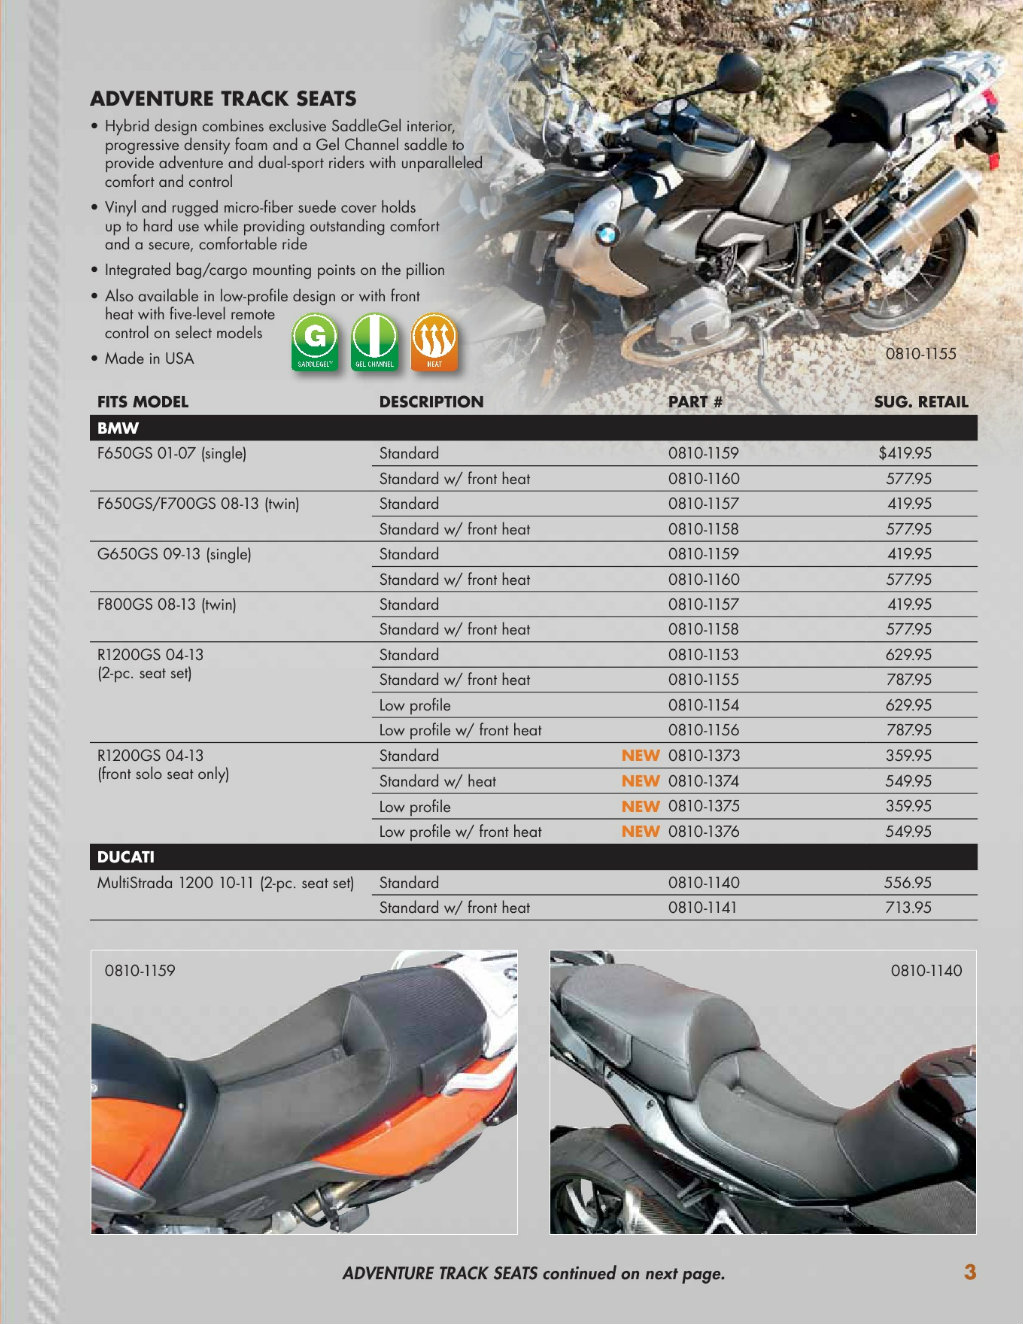 ADVENTURE TRACK SEATS
• Hybrid design combines exclusive SaddleGel interior,
progressive density foam and a Gel Channel saddle to
provide adventure and dual-sport riders with unparalleled
comfort and control
• Vinyl and rugged micro-fiber suede cover holds
up to hard use while providing outstanding comfort
and a secure, comfortable ride
• Integrated bag/cargo mounting points on the pillion
• Also available in low-profile design or with front
heat with five-level remote
control on select models
• Made in USA
G
SADDLEGEL™
GEL CHANNEL
HEAT
0810-1155
FITS MODEL DESCRIPTION PART # SUG. RETAIL
BMW
F650GS 01-07 (single) Standard 0810-1159 $419.95
Standard w/ front heat 0810-1160 577.95
F650GS/F700GS 08-13 (twin) Standard 0810-1157 419.95
Standard w/ front heat 0810-1158 577.95
G650GS 09-13 (single) Standard 0810-1159 419.95
Standard w/ front heat 0810-1160 577.95
F800GS 08-13 (twin) Standard 0810-1157 419.95
Standard w/ front heat 0810-1158 577.95
R1200GS 04-13 Standard 0810-1153 629.95
(2-pc. seat set)
Standard w/ front heat 0810-1155 787.95
Low profile 0810-1154 629.95
Low profile w/ front heat 0810-1156 787.95
R1200GS 04-13 Standard NEW 0810-1373 359.95
(front solo seat only)
Standard w/ heat NEW 0810-1374 549.95
Low profile NEW 0810-1375 359.95
Low profile w/ front heat NEW 0810-1376 549.95
DUCATI
MultiStrada 1200 10-11 (2-pc. seat set) Standard 0810-1140 556.95
Standard w/ front heat 0810-1141 713.95
0810-1159
0810-1140
ADVENTURE TRACK SEATS continued on next page.
3